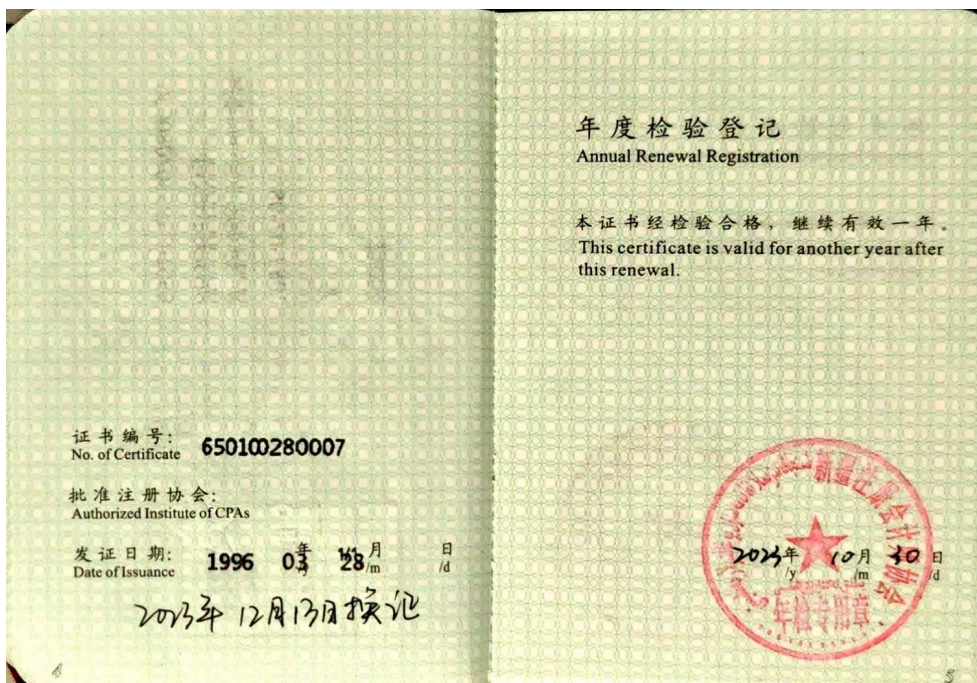 证书编号: 650100280007
No. of Certificate
批准注册协会:
Authorized Institute of CPAs
发证日期: 1996 年 03 月 28 日
Date of Issuance /y /m /d
2023年12月13日换证
4
年度检验登记
Annual Renewal Registration
本证书经检验合格，继续有效一年。
This certificate is valid for another year after
this renewal.
新疆注册会计师协会
2023年 10月 30日
/y /m /d
年检专用章
5